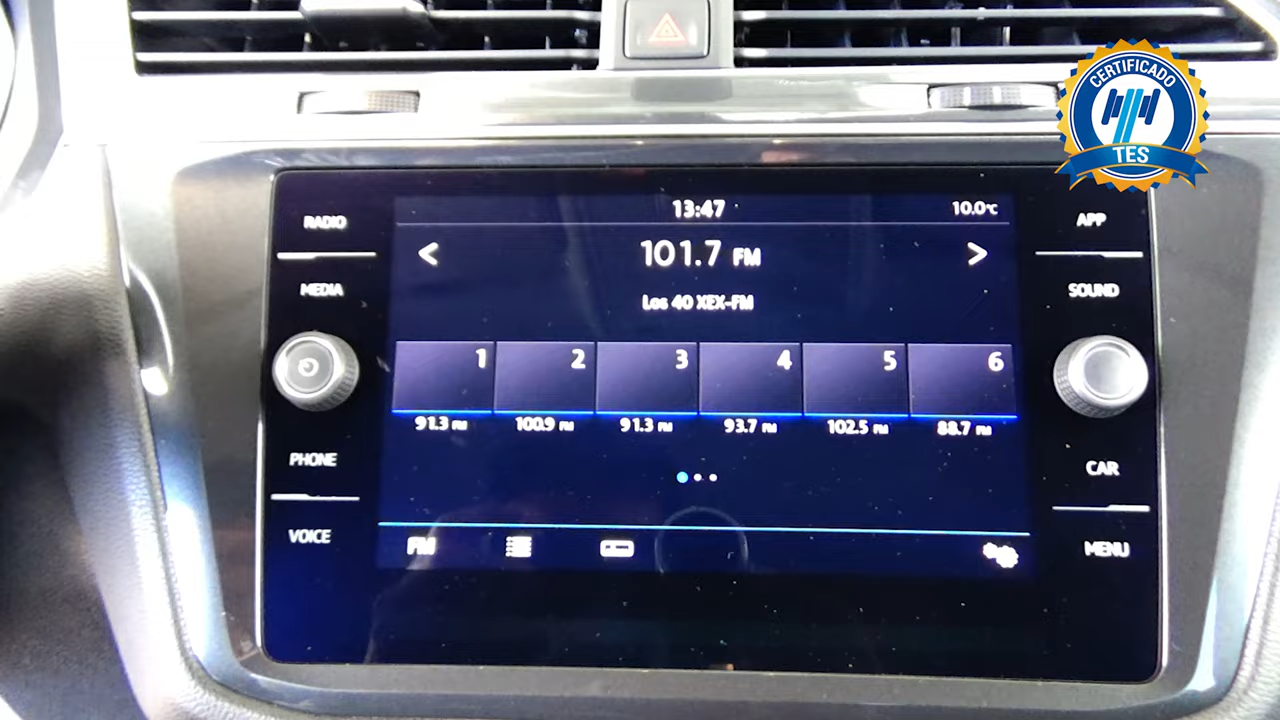 CERTIFICADO
TES
13:47
10.0°C
RADIO
APP
< 101.7 FM >
MEDIA
SOUND
Los 40 XEX-FM
1 2 3 4 5 6
91.3 FM 100.9 FM 91.3 FM 93.7 FM 102.5 FM 88.7 FM
PHONE
CAR
VOICE
FM
MENU